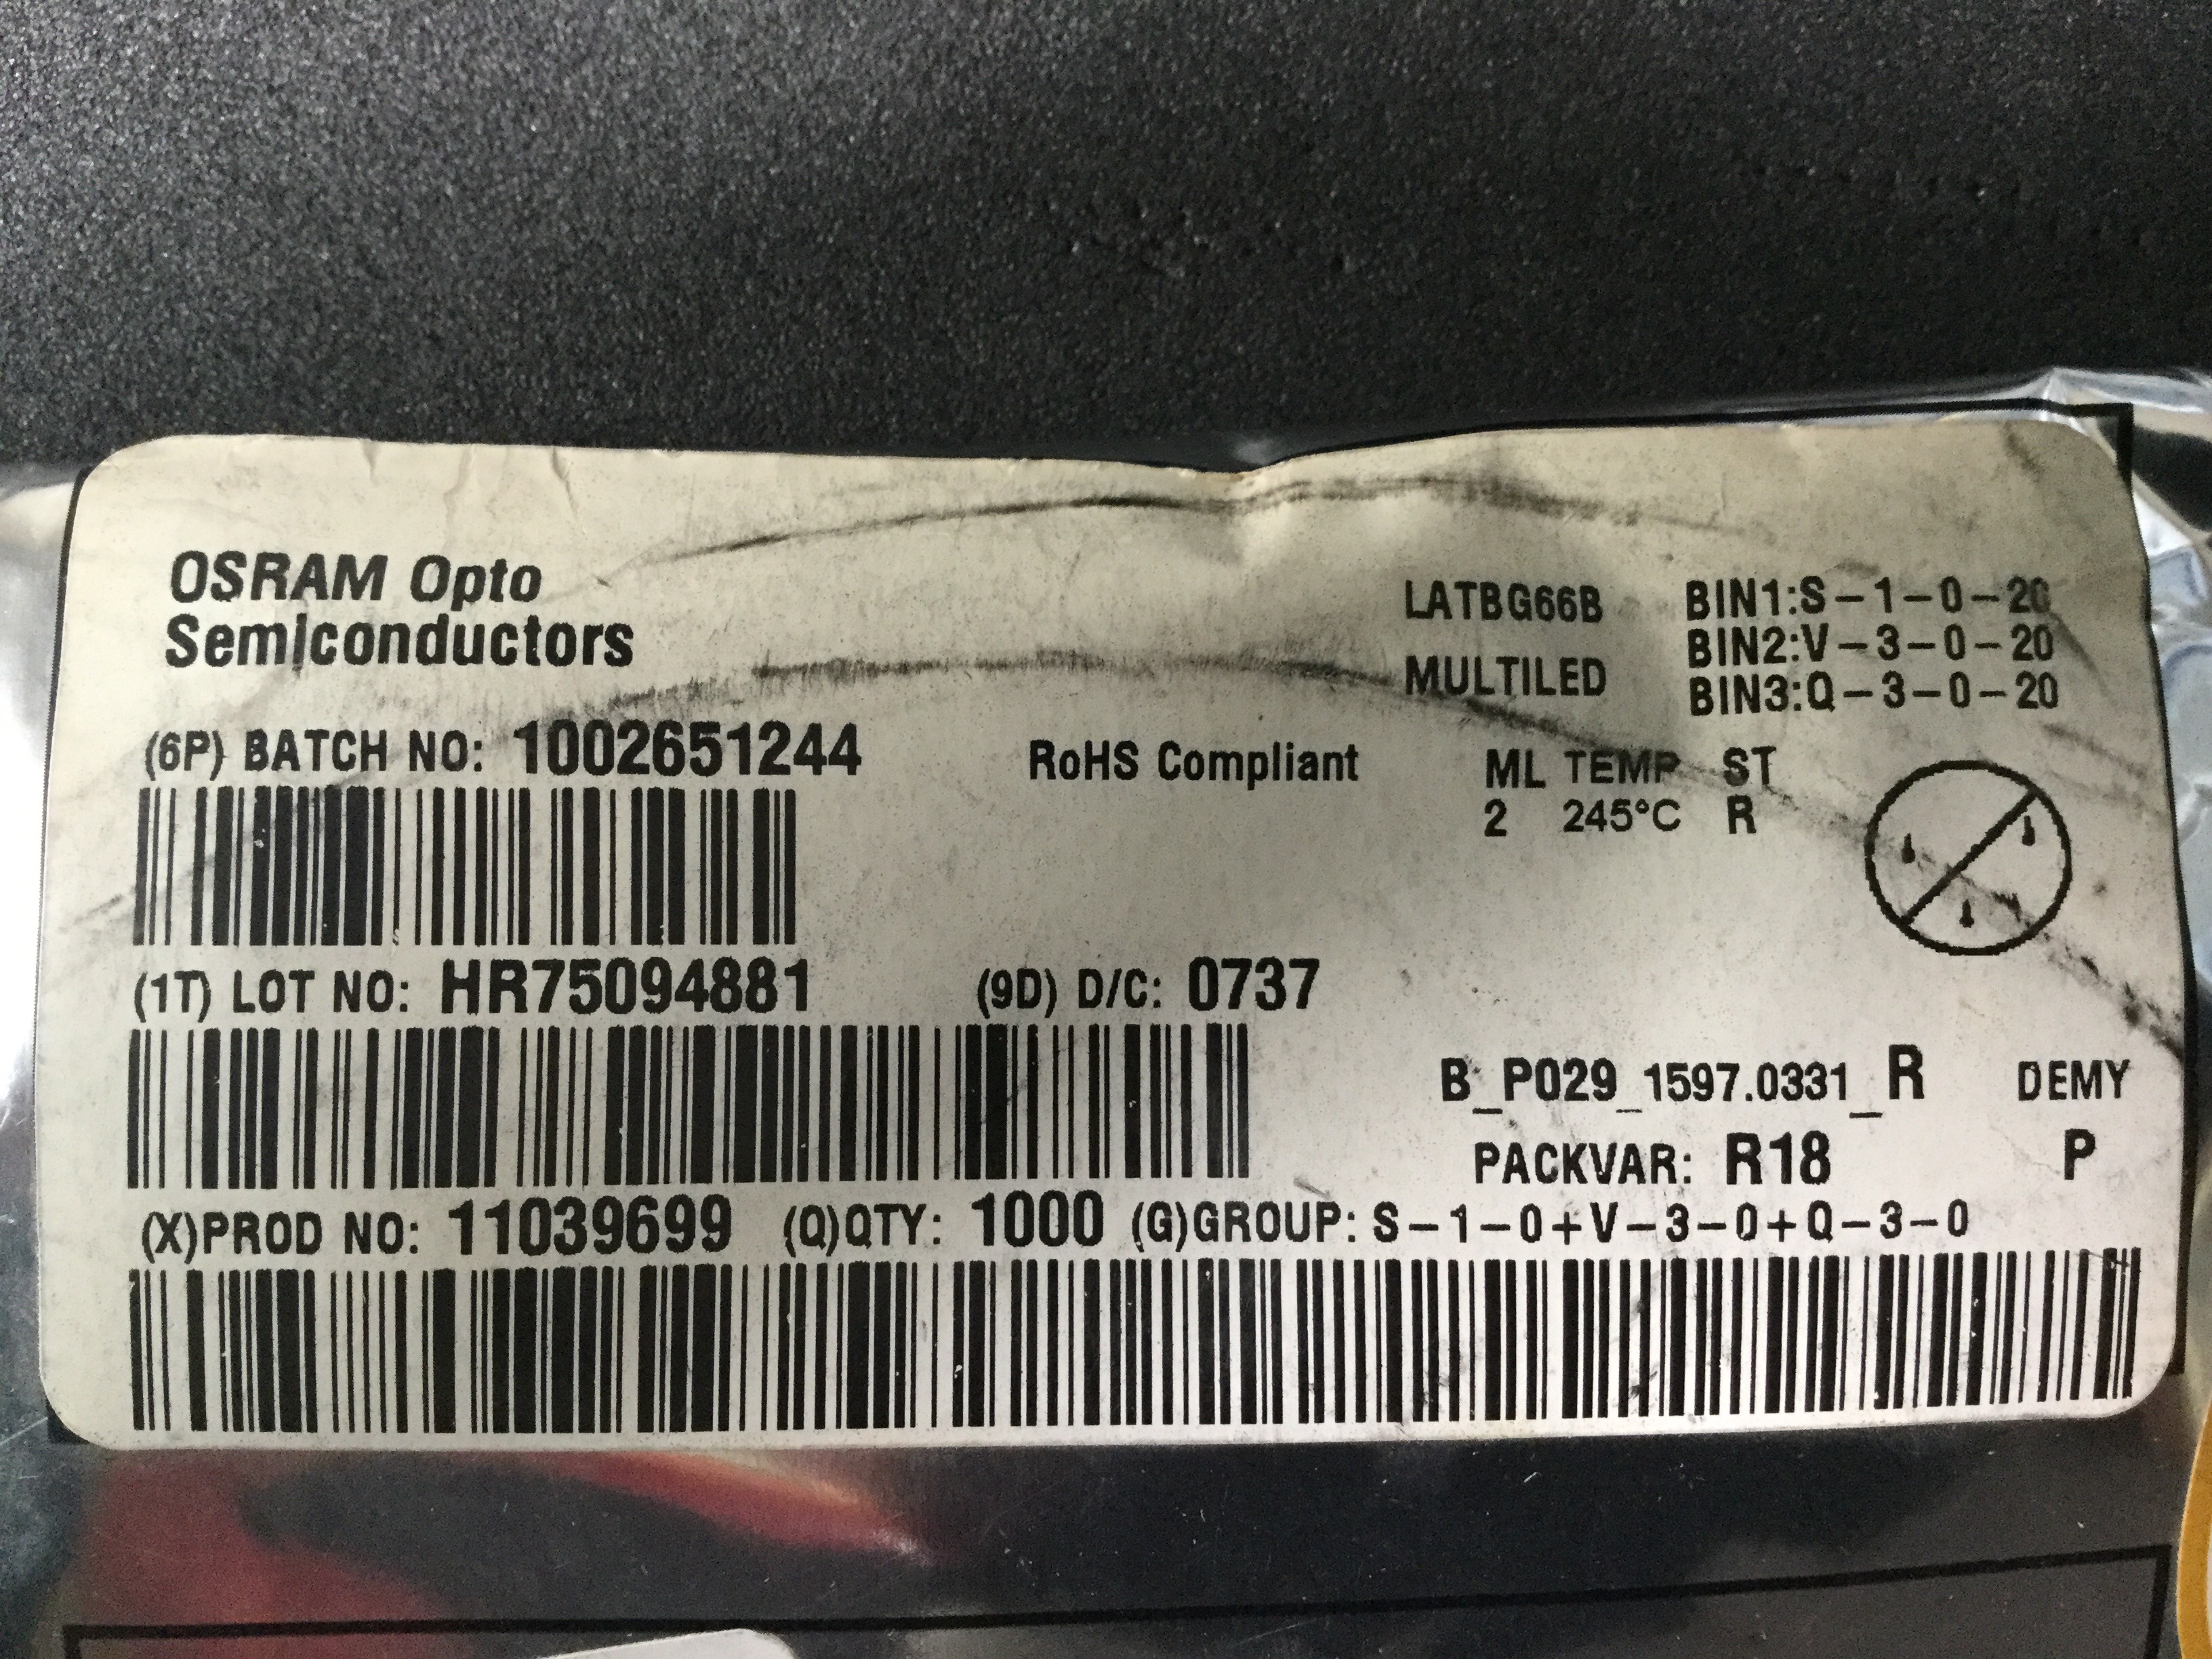 OSRAM Opto
Semiconductors
LATBG66B
MULTILED
BIN1:S-1-0-20
BIN2:V-3-0-20
BIN3:Q-3-0-20
(6P) BATCH NO: 1002651244
RoHS Compliant
ML TEMP ST
2 245°C R
(1T) LOT NO: HR75094881 (9D) D/C: 0737
B_P029_1597.0331_R DEMY
PACKVAR: R18 P
(X)PROD NO: 11039699 (Q)QTY: 1000 (G)GROUP: S-1-0+V-3-0+Q-3-0